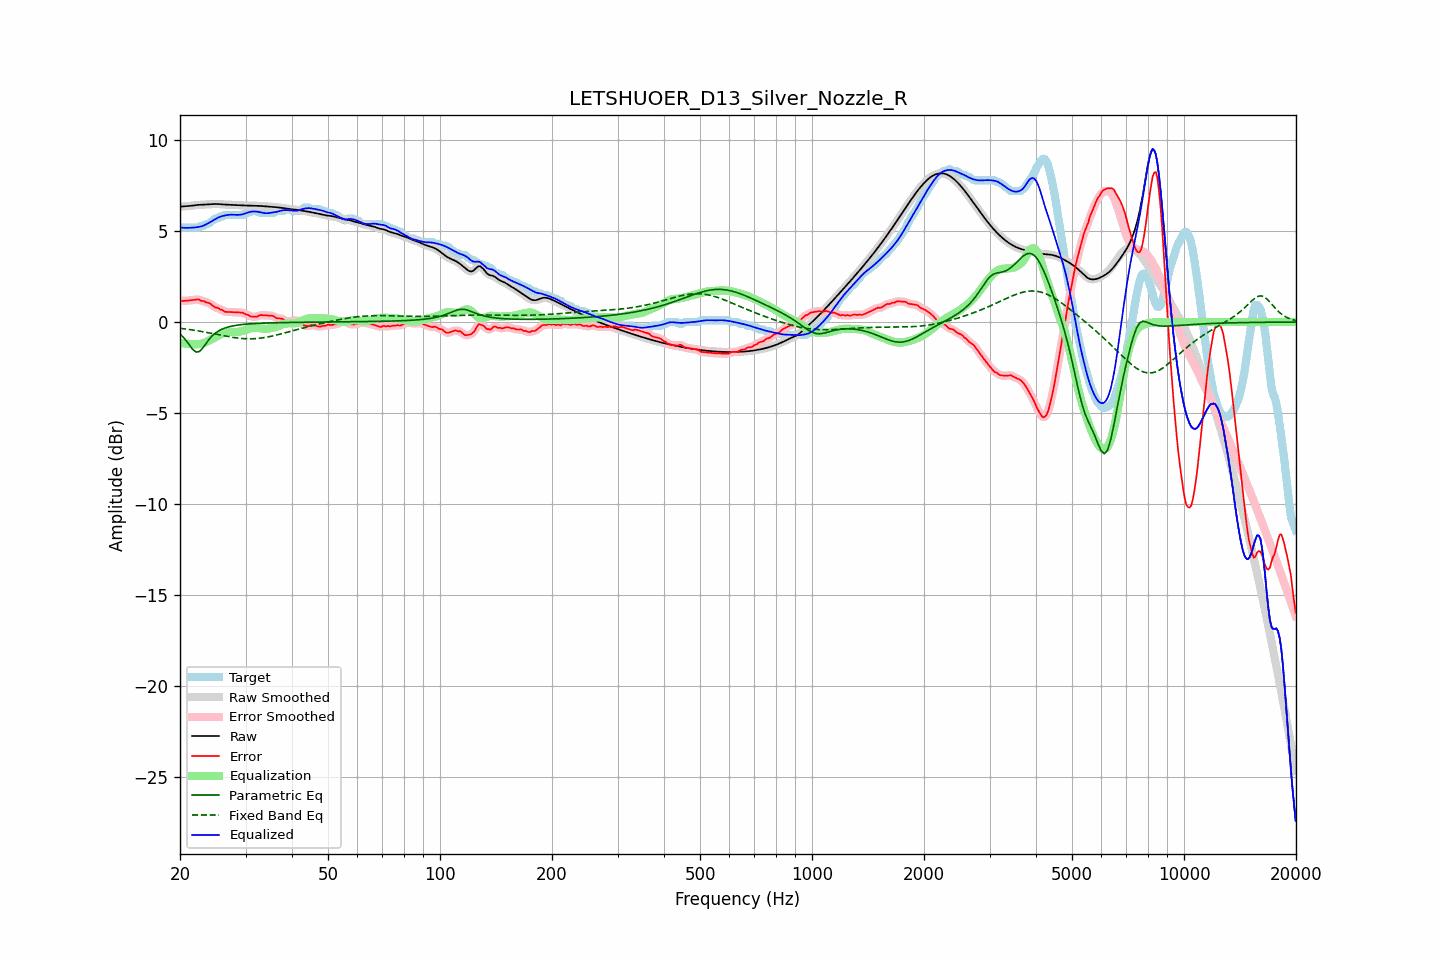 LETSHUOER_D13_Silver_Nozzle_R
10
5
0
−5
−10
−15
−20
−25
Amplitude (dBr)
Target
Raw Smoothed
Error Smoothed
Raw
Error
Equalization
Parametric Eq
Fixed Band Eq
Equalized
20 50 100 200 500 1000 2000 5000 10000 20000
Frequency (Hz)